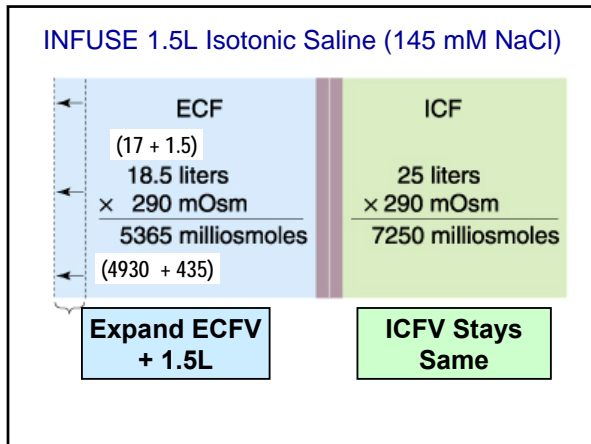 INFUSE 1.5L Isotonic Saline (145 mM NaCl)
ECF
(17 + 1.5)
18.5 liters
× 290 mOsm
5365 milliosmoles
(4930 + 435)
ICF
25 liters
× 290 mOsm
7250 milliosmoles
Expand ECFV
+ 1.5L
ICFV Stays
Same